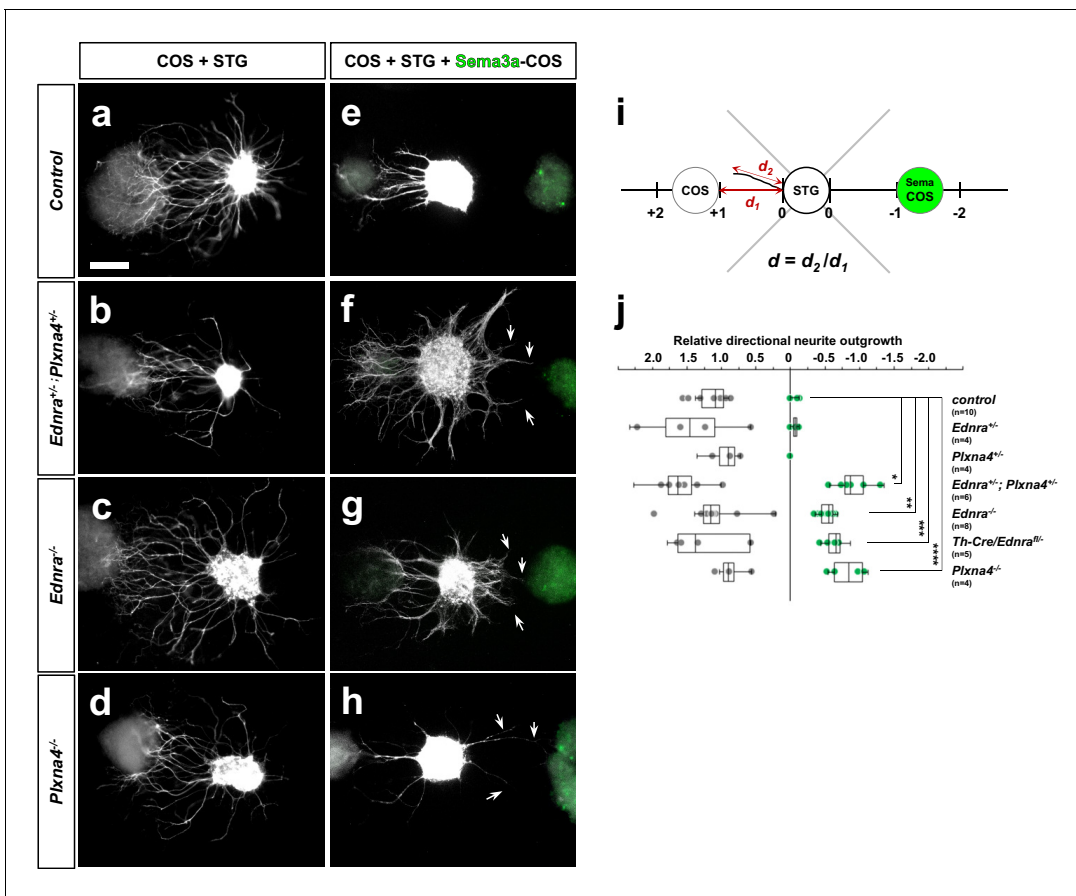 COS + STG
COS + STG + Sema3a-COS
Control
Ednra+/-;Plxna4+/-
Ednra-/-
Plxna4-/-
a
b
c
d
e
f
g
h
i
COS
STG
Sema
COS
d2
d1
+2
+1
0
0
-1
-2
d = d2/d1
j
Relative directional neurite outgrowth
2.0
1.5
1.0
0.5
0
-0.5
-1.0
-1.5
-2.0
control
(n=10)
Ednra+/-
(n=4)
Plxna4+/-
(n=4)
Ednra+/-; Plxna4+/-
(n=6)
Ednra-/-
(n=8)
Th-Cre/Ednrafl/-
(n=5)
Plxna4-/-
(n=4)
*
**
***
****